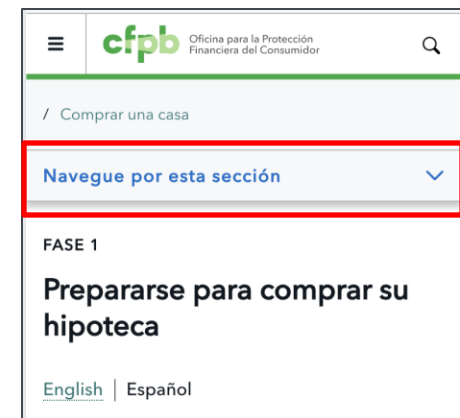 cfpb Oficina para la Protección
Financiera del Consumidor
/ Comprar una casa
Navegue por esta sección
FASE 1
Prepararse para comprar su
hipoteca
English | Español